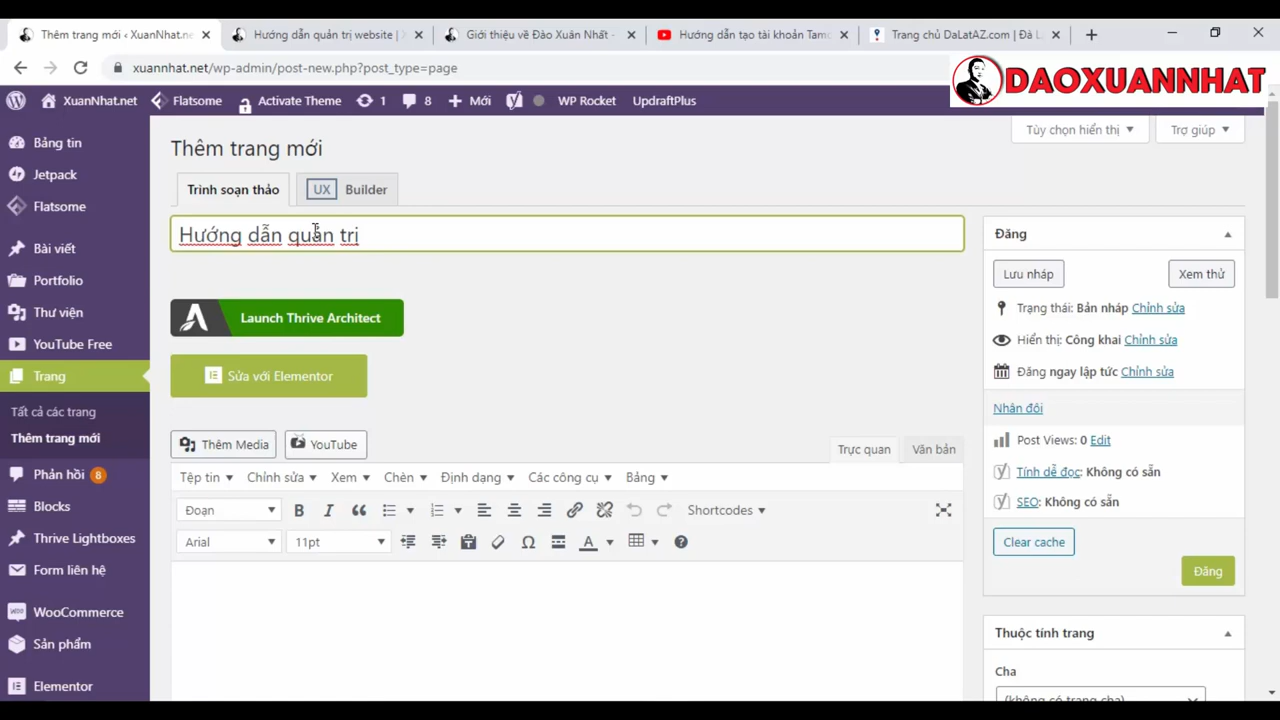 Thêm trang mới ‹ XuanNhat.ne
Hướng dẫn quản trị website | X
Giới thiệu về Đào Xuân Nhất -
Hướng dẫn tạo tài khoản Tam
Trang chủ DaLatAZ.com | Đà L
xuannhat.net/wp-admin/post-new.php?post_type=page
DAOXUANNHAT
XuanNhat.net
Flatsome
Activate Theme
1
8
Mới
WP Rocket
UpdraftPlus
Tùy chọn hiển thị
Trợ giúp
Bảng tin
Jetpack
Flatsome
Bài viết
Portfolio
Thư viện
YouTube Free
Trang
Tất cả các trang
Thêm trang mới
Phản hồi 8
Blocks
Thrive Lightboxes
Form liên hệ
WooCommerce
Sản phẩm
Elementor
Thêm trang mới
Trình soạn thảo
UX Builder
Hướng dẫn quản trị
Launch Thrive Architect
Sửa với Elementor
Thêm Media
YouTube
Trực quan
Văn bản
Tệp tin
Chỉnh sửa
Xem
Chèn
Định dạng
Các công cụ
Bảng
Đoạn
Shortcodes
Arial
11pt
Đăng
Lưu nháp
Xem thử
Trạng thái: Bản nháp Chỉnh sửa
Hiển thị: Công khai Chỉnh sửa
Đăng ngay lập tức Chỉnh sửa
Nhân đôi
Post Views: 0 Edit
Tính dễ đọc: Không có sẵn
SEO: Không có sẵn
Clear cache
Đăng
Thuộc tính trang
Cha
(không có trang cha)